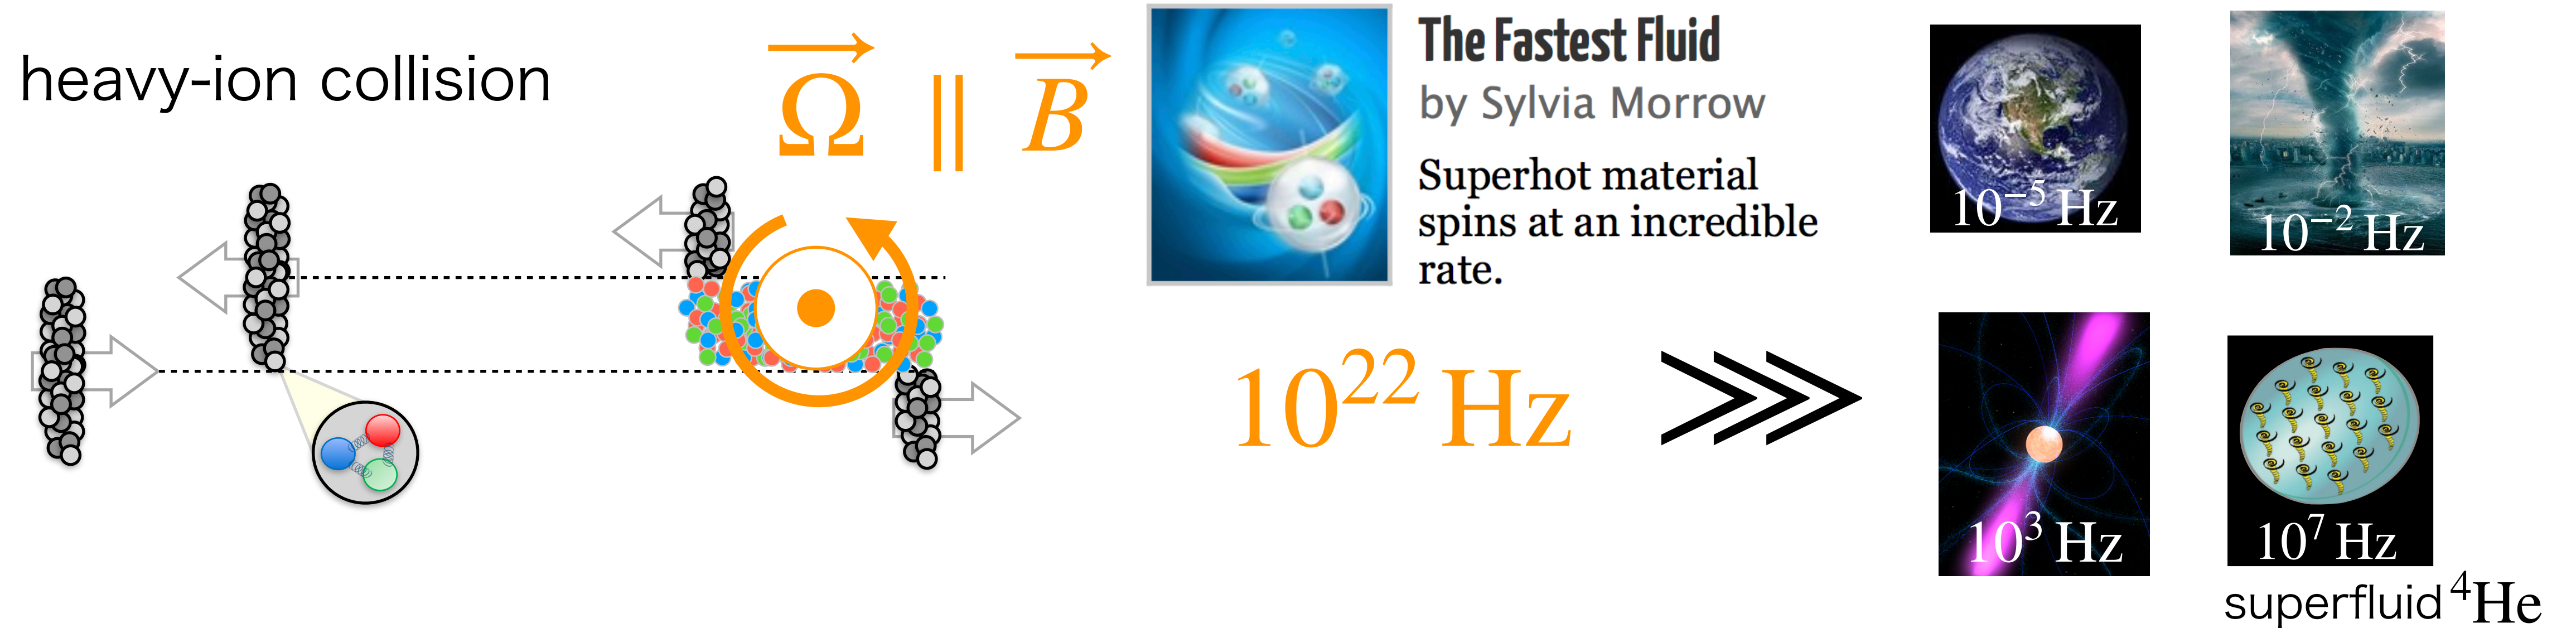 heavy-ion collision
Ω⃗ ∥ B⃗
The Fastest Fluid
by Sylvia Morrow
Superhot material
spins at an incredible
rate.
10²² Hz ⋙
10⁻⁵ Hz
10⁻² Hz
10³ Hz
10⁷ Hz
superfluid ⁴He